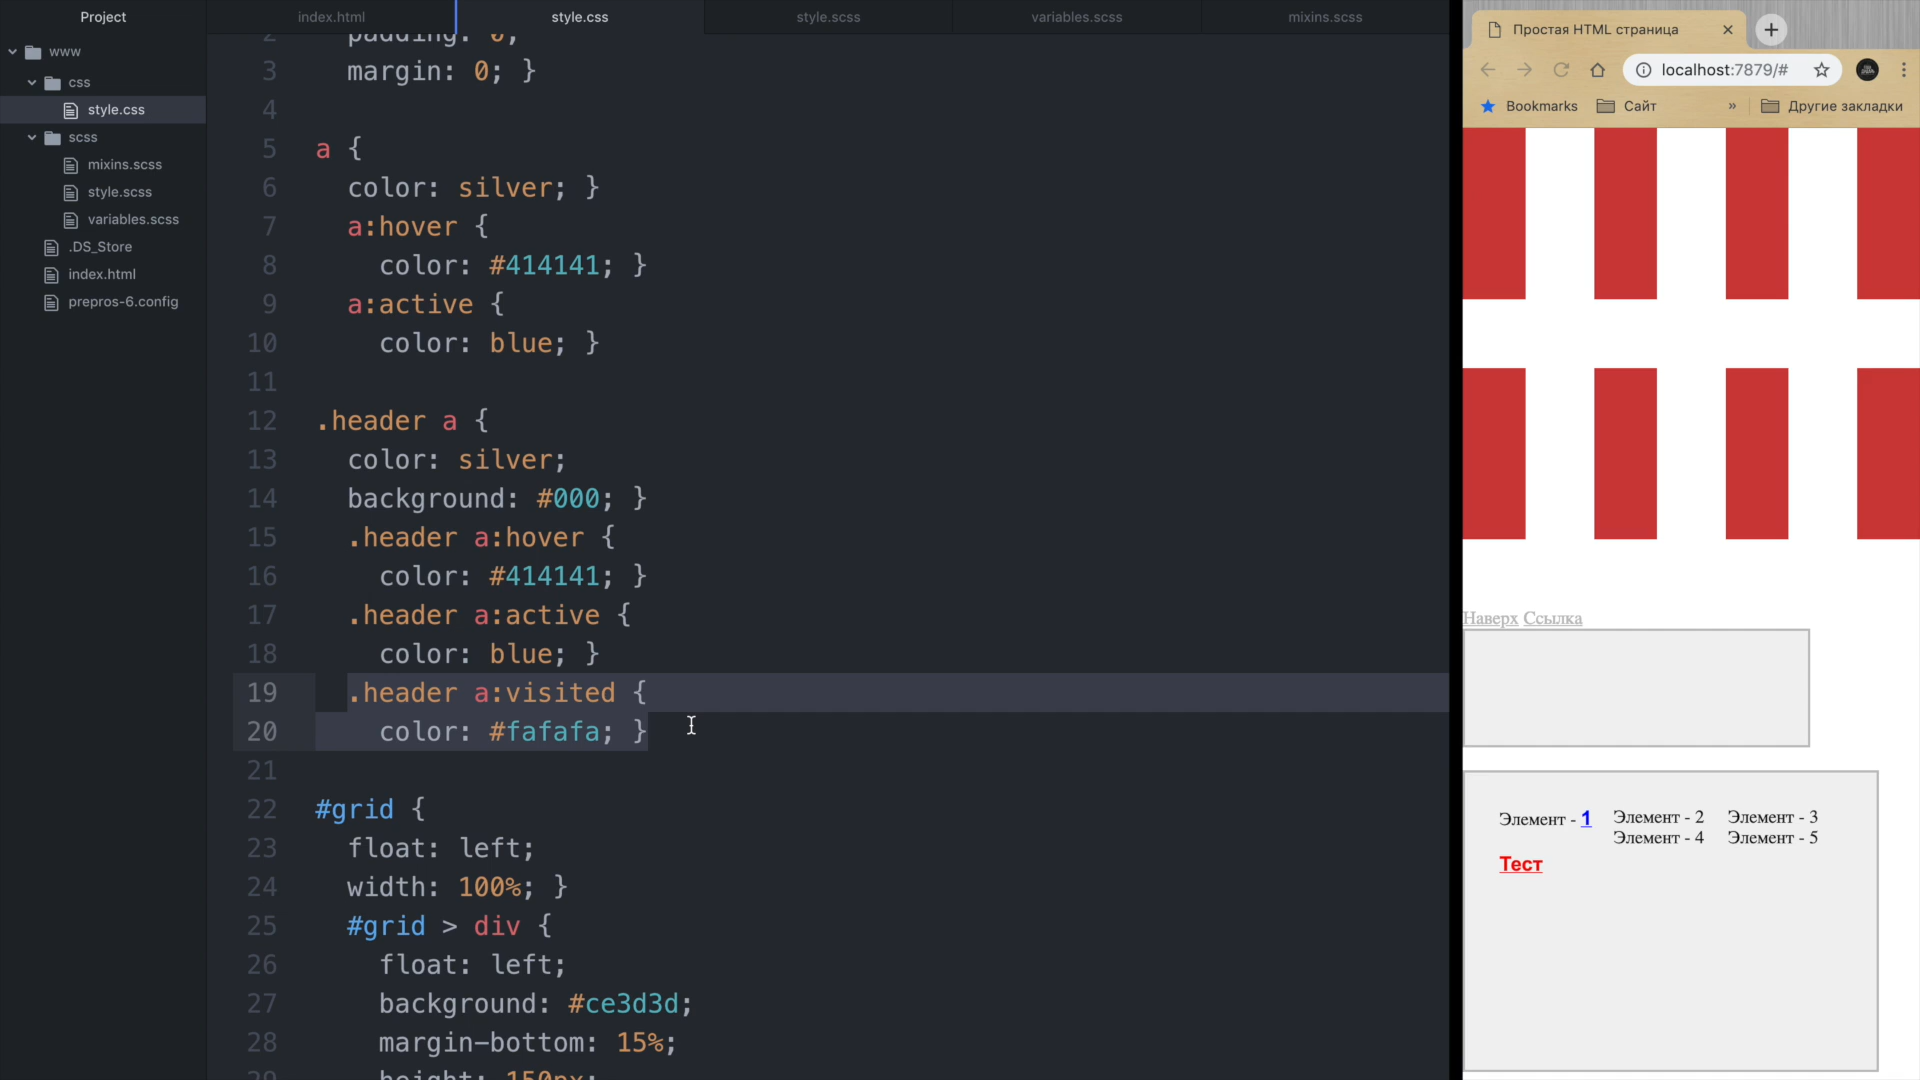 Project
www
css
style.css
scss
mixins.scss
style.scss
variables.scss
.DS_Store
index.html
prepros-6.config
index.html
style.css
style.scss
variables.scss
mixins.scss
2 padding: 0;
3 margin: 0; }
4
5 a {
6 color: silver; }
7 a:hover {
8 color: #414141; }
9 a:active {
10 color: blue; }
11
12 .header a {
13 color: silver;
14 background: #000; }
15 .header a:hover {
16 color: #414141; }
17 .header a:active {
18 color: blue; }
19 .header a:visited {
20 color: #fafafa; }
21
22 #grid {
23 float: left;
24 width: 100%; }
25 #grid > div {
26 float: left;
27 background: #ce3d3d;
28 margin-bottom: 15%;
29 height: 150px;
Простая HTML страница
localhost:7879/#
Bookmarks Сайт » Другие закладки
Наверх Ссылка
Элемент - 1 Элемент - 2 Элемент - 3
Элемент - 4 Элемент - 5
Тест